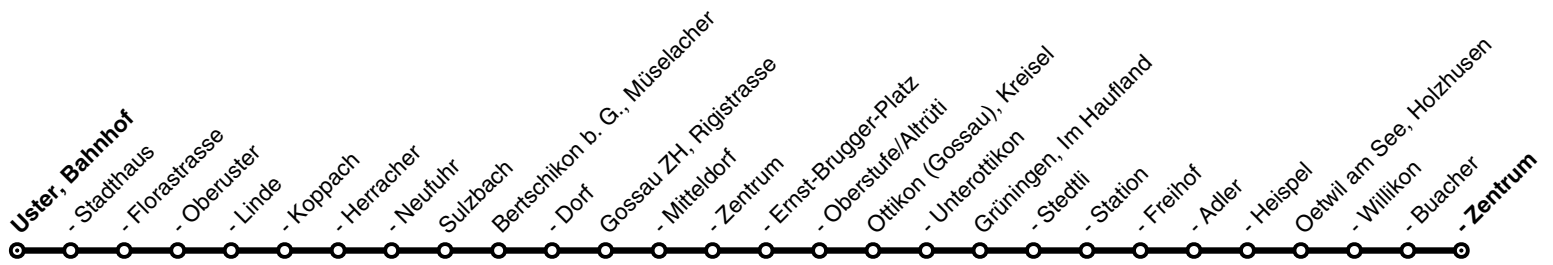 Uster, Bahnhof
- Stadthaus
- Florastrasse
- Oberuster
- Linde
- Koppach
- Herracher
- Neufuhr
Sulzbach
Bertschikon b. G., Müselacher
- Dorf
Gossau ZH, Rigistrasse
- Mitteldorf
- Zentrum
- Ernst-Brugger-Platz
- Oberstufe/Altrüti
Ottikon (Gossau), Kreisel
- Unterottikon
Grüningen, Im Haufland
- Stedtli
- Station
- Freihof
- Adler
- Heispel
Oetwil am See, Holzhusen
- Willikon
- Buacher
- Zentrum